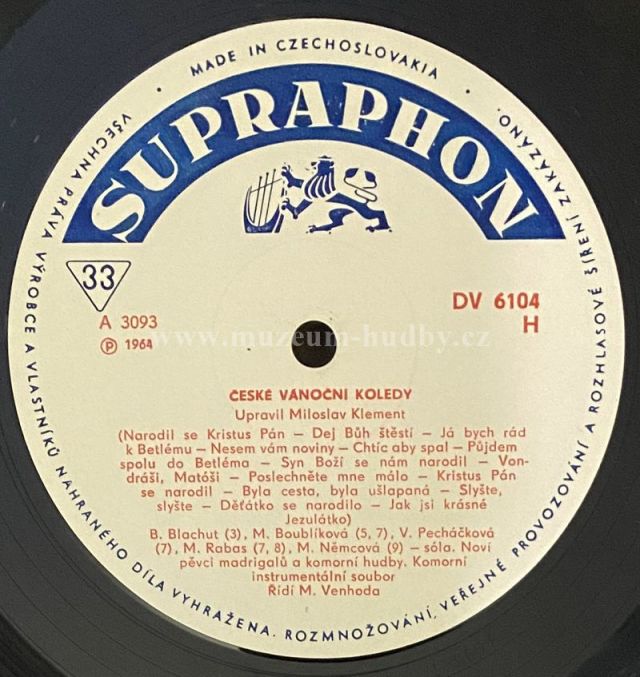 MADE IN CZECHOSLOVAKIA
VŠECHNA PRÁVA VÝROBCE A VLASTNÍKŮ NAHRANÉHO DÍLA VYHRAŽENA. ROZMNOŽOVÁNÍ, VEŘEJNÉ PROVOZOVÁNÍ A ROZHLASOVÉ ŠÍŘENÍ ZAKÁZÁNO.
SUPRAPHON
33
A 3093
Ⓟ 1964
DV 6104
H
www.muzeum-hudby.cz
ČESKÉ VÁNOČNÍ KOLEDY
Upravil Miloslav Klement
(Narodil se Kristus Pán – Dej Bůh štěstí – Já bych rád
k Betlému – Nesem vám noviny – Chtíc aby spal – Půjdem
spolu do Betléma – Syn Boží se nám narodil – Von-
dráši, Matóši – Poslechněte mne málo – Kristus Pán
se narodil – Byla cesta, byla ušlapaná – Slyšte,
slyšte – Děťátko se narodilo – Jak jsi krásné
Jezulátko)
B. Blachut (3), M. Boublíková (5, 7), V. Pecháčková
(7), M. Rabas (7, 8), M. Němcová (9) – sóla. Noví
pěvci madrigalů a komorní hudby. Komorní
instrumentální soubor
Řídí M. Venhoda